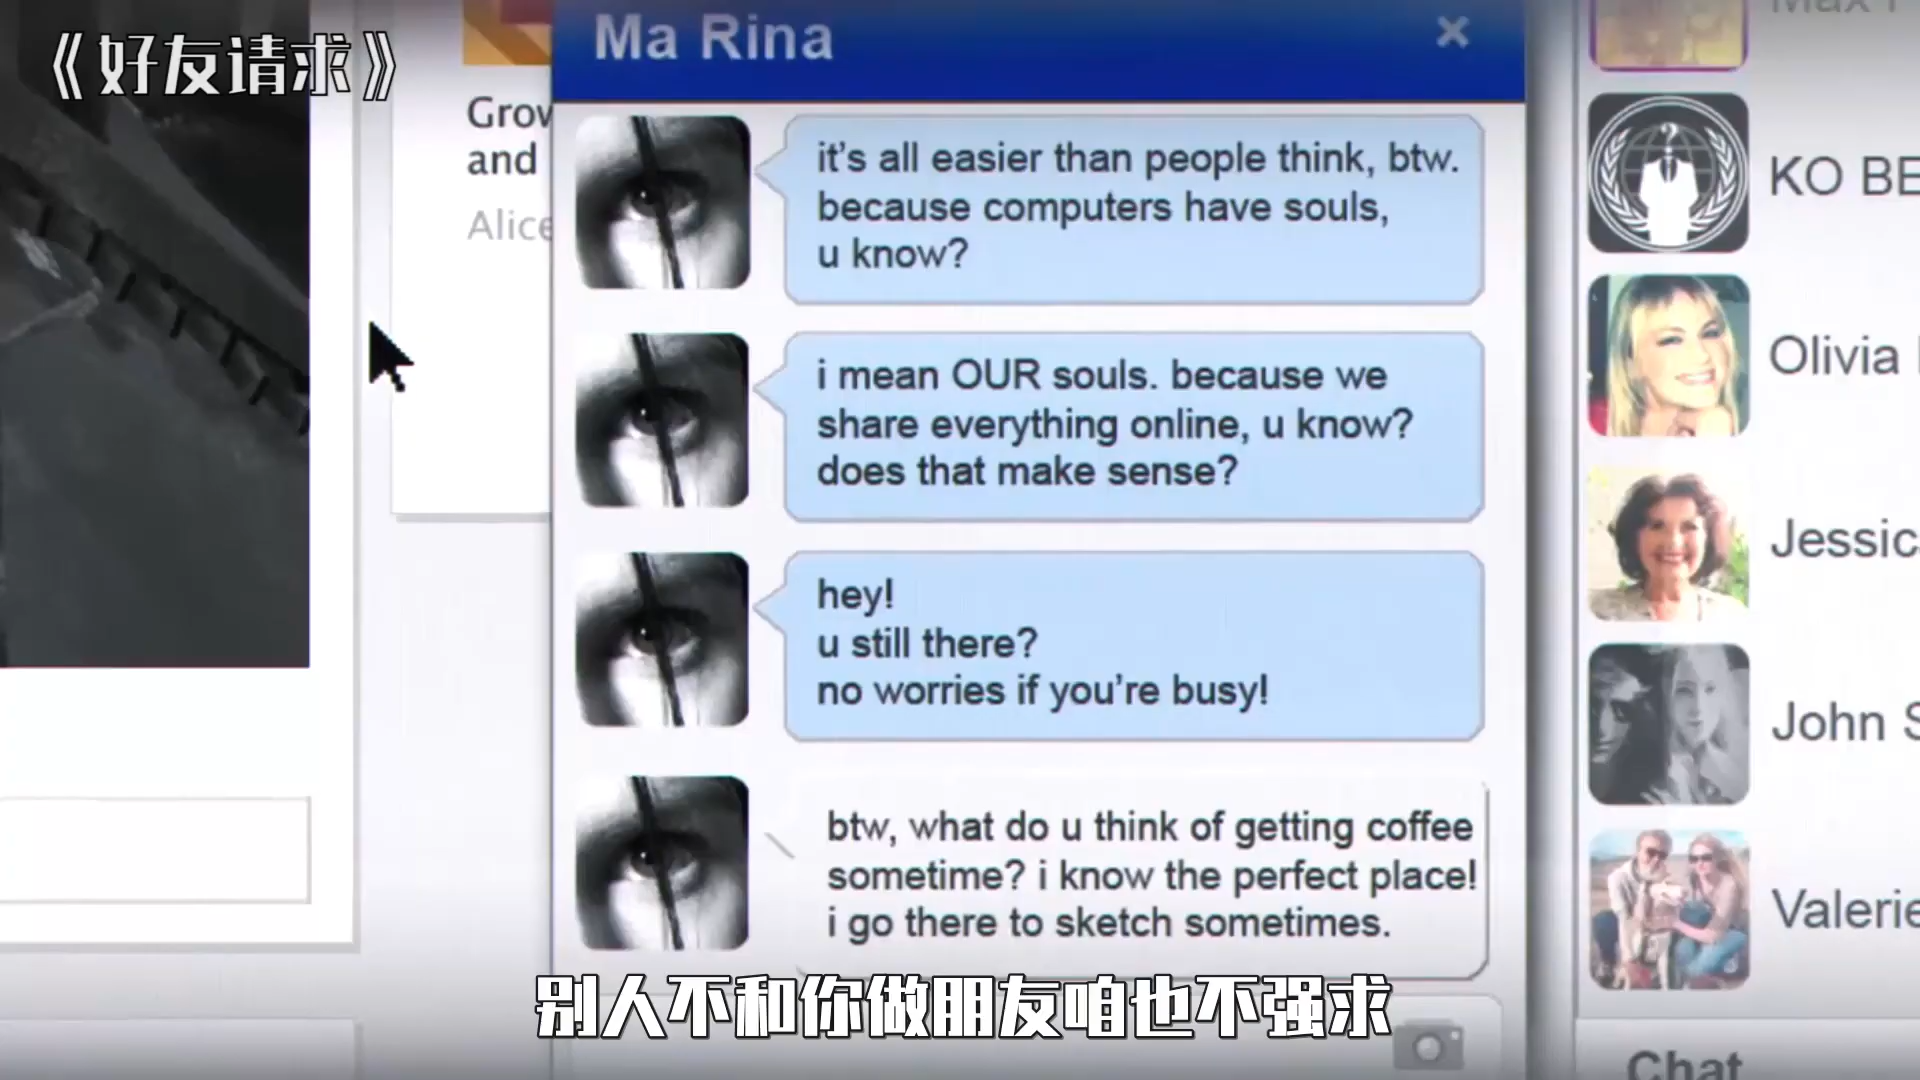 《好友请求》
Ma Rina
Grow
and
Alice
it’s all easier than people think, btw.
because computers have souls,
u know?
i mean OUR souls. because we
share everything online, u know?
does that make sense?
hey!
u still there?
no worries if you’re busy!
btw, what do u think of getting coffee
sometime? i know the perfect place!
i go there to sketch sometimes.
KO BE
Olivia
Jessic
John S
Valerie
Chat
别人不和你做朋友咱也不强求